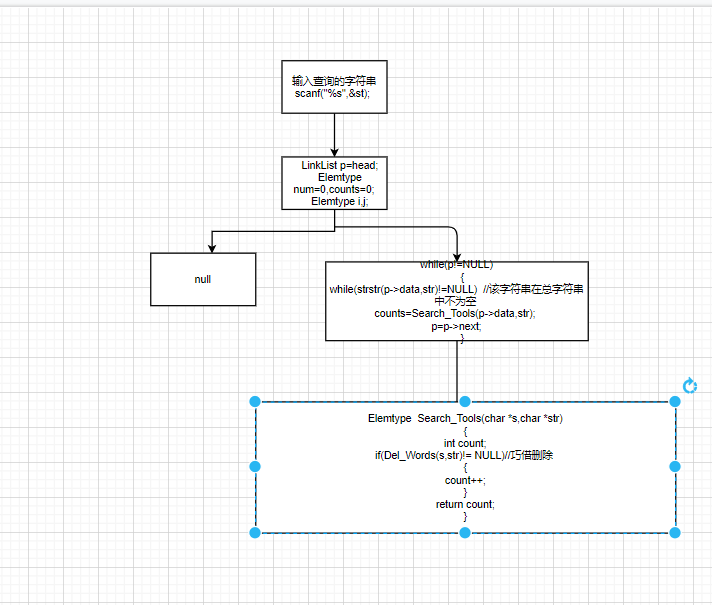 输入查询的字符串
scanf("%s",&st);
LinkList p=head;
Elemtype
num=0,counts=0;
Elemtype i,j;
null
while(p!=NULL)
{
while(strstr(p->data,str)!=NULL) //该字符串在总字符串
中不为空
counts=Search_Tools(p->data,str);
p=p->next;
}
Elemtype Search_Tools(char *s,char *str)
{
int count;
if(Del_Words(s,str)!= NULL)//巧借删除
{
count++;
}
return count;
}